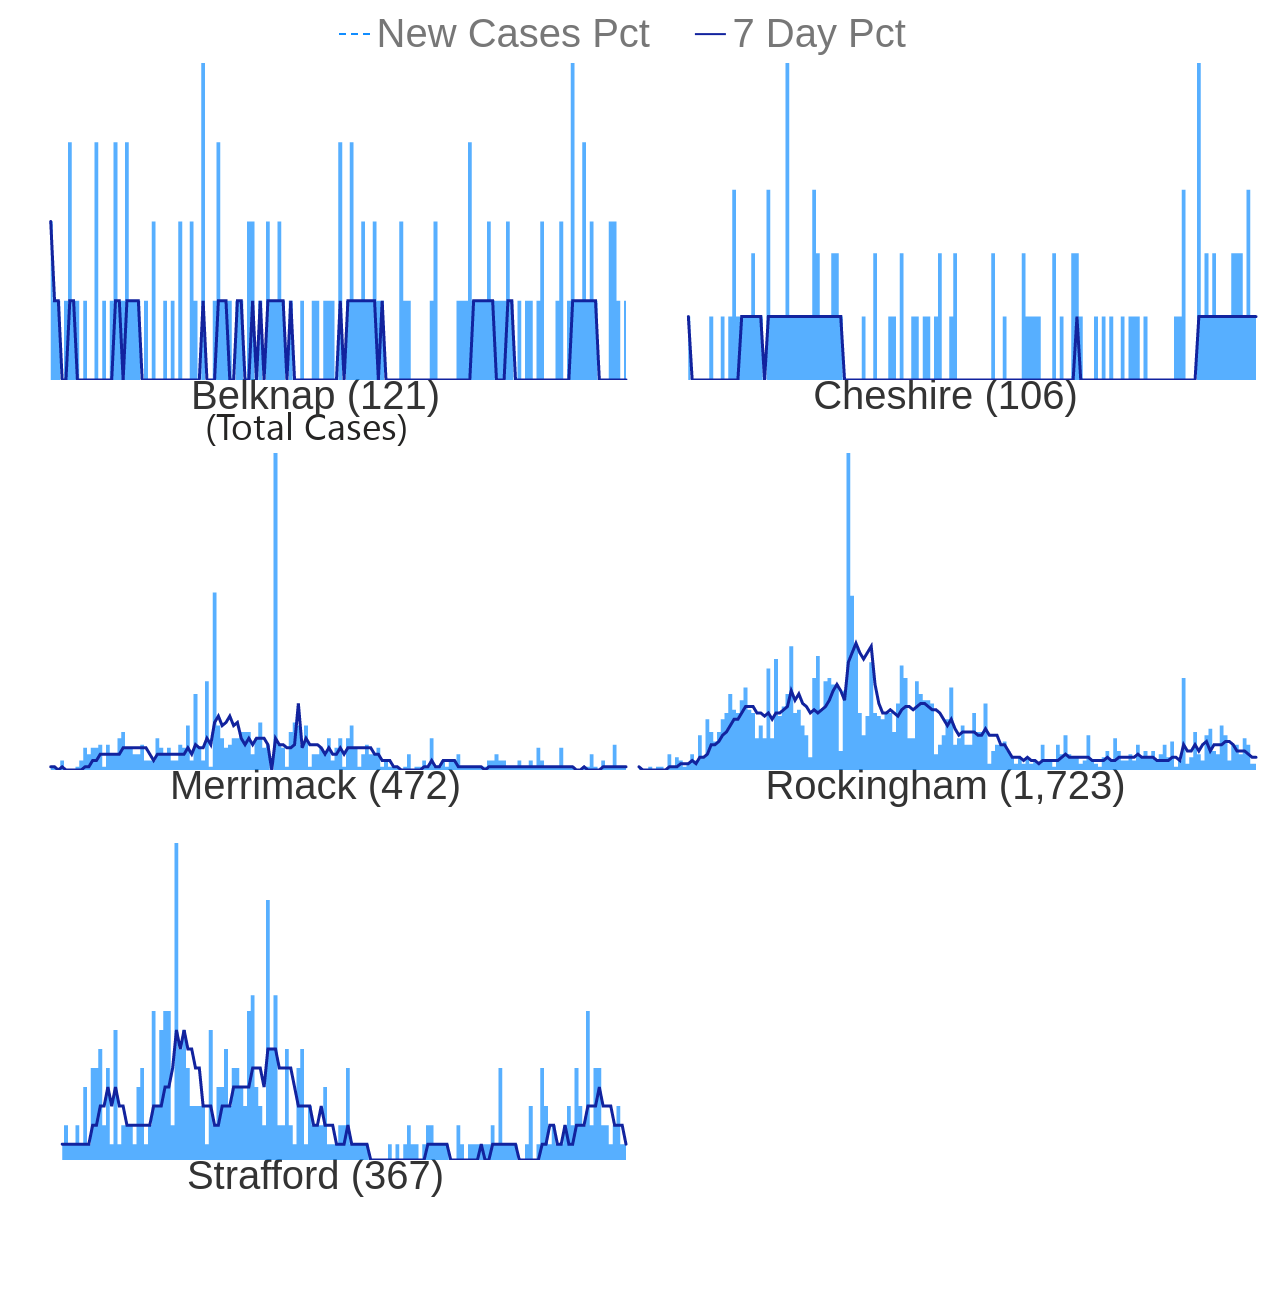 New Cases Pct 7 Day Pct
Belknap (121) Cheshire (106)
(Total Cases)
Merrimack (472) Rockingham (1,723)
Strafford (367)